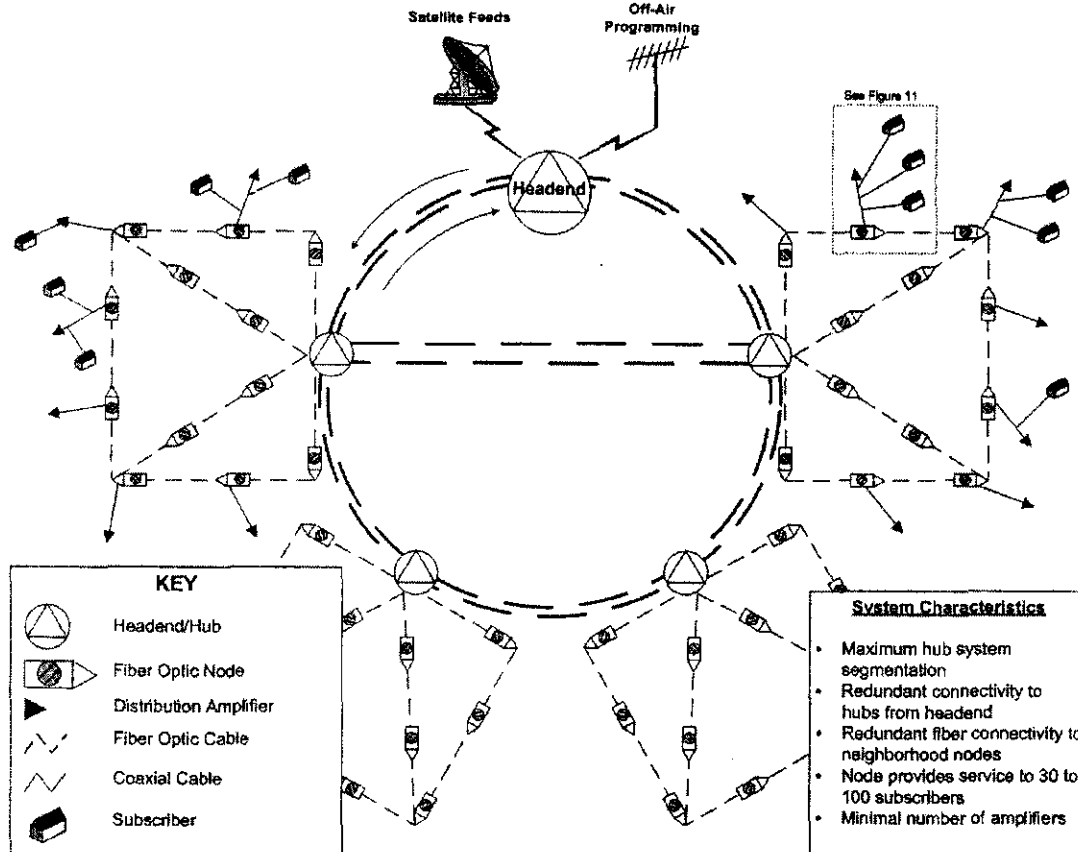 Satellite Feeds
Off-Air
Programming
See Figure 11
Headend
KEY
Headend/Hub
Fiber Optic Node
Distribution Amplifier
Fiber Optic Cable
Coaxial Cable
Subscriber
System Characteristics
• Maximum hub system
segmentation
• Redundant connectivity to
hubs from headend
• Redundant fiber connectivity to
neighborhood nodes
• Node provides service to 30 to
100 subscribers
• Minimal number of amplifiers